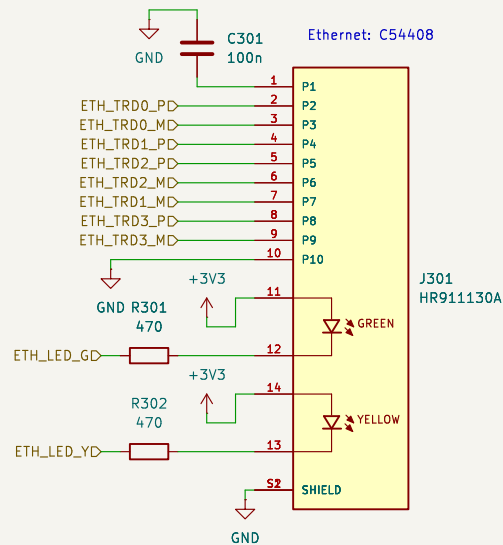 Ethernet: C54408
C301
100n
GND
1 P1
ETH_TRD0_P 2 P2
ETH_TRD0_M 3 P3
ETH_TRD1_P 4 P4
ETH_TRD2_P 5 P5
ETH_TRD2_M 6 P6
ETH_TRD1_M 7 P7
ETH_TRD3_P 8 P8
ETH_TRD3_M 9 P9
10 P10
J301
HR911130A
+3V3
11
GND R301
470
GREEN
ETH_LED_G 12
+3V3
14
R302
470
YELLOW
ETH_LED_Y 13
SHIELD
GND